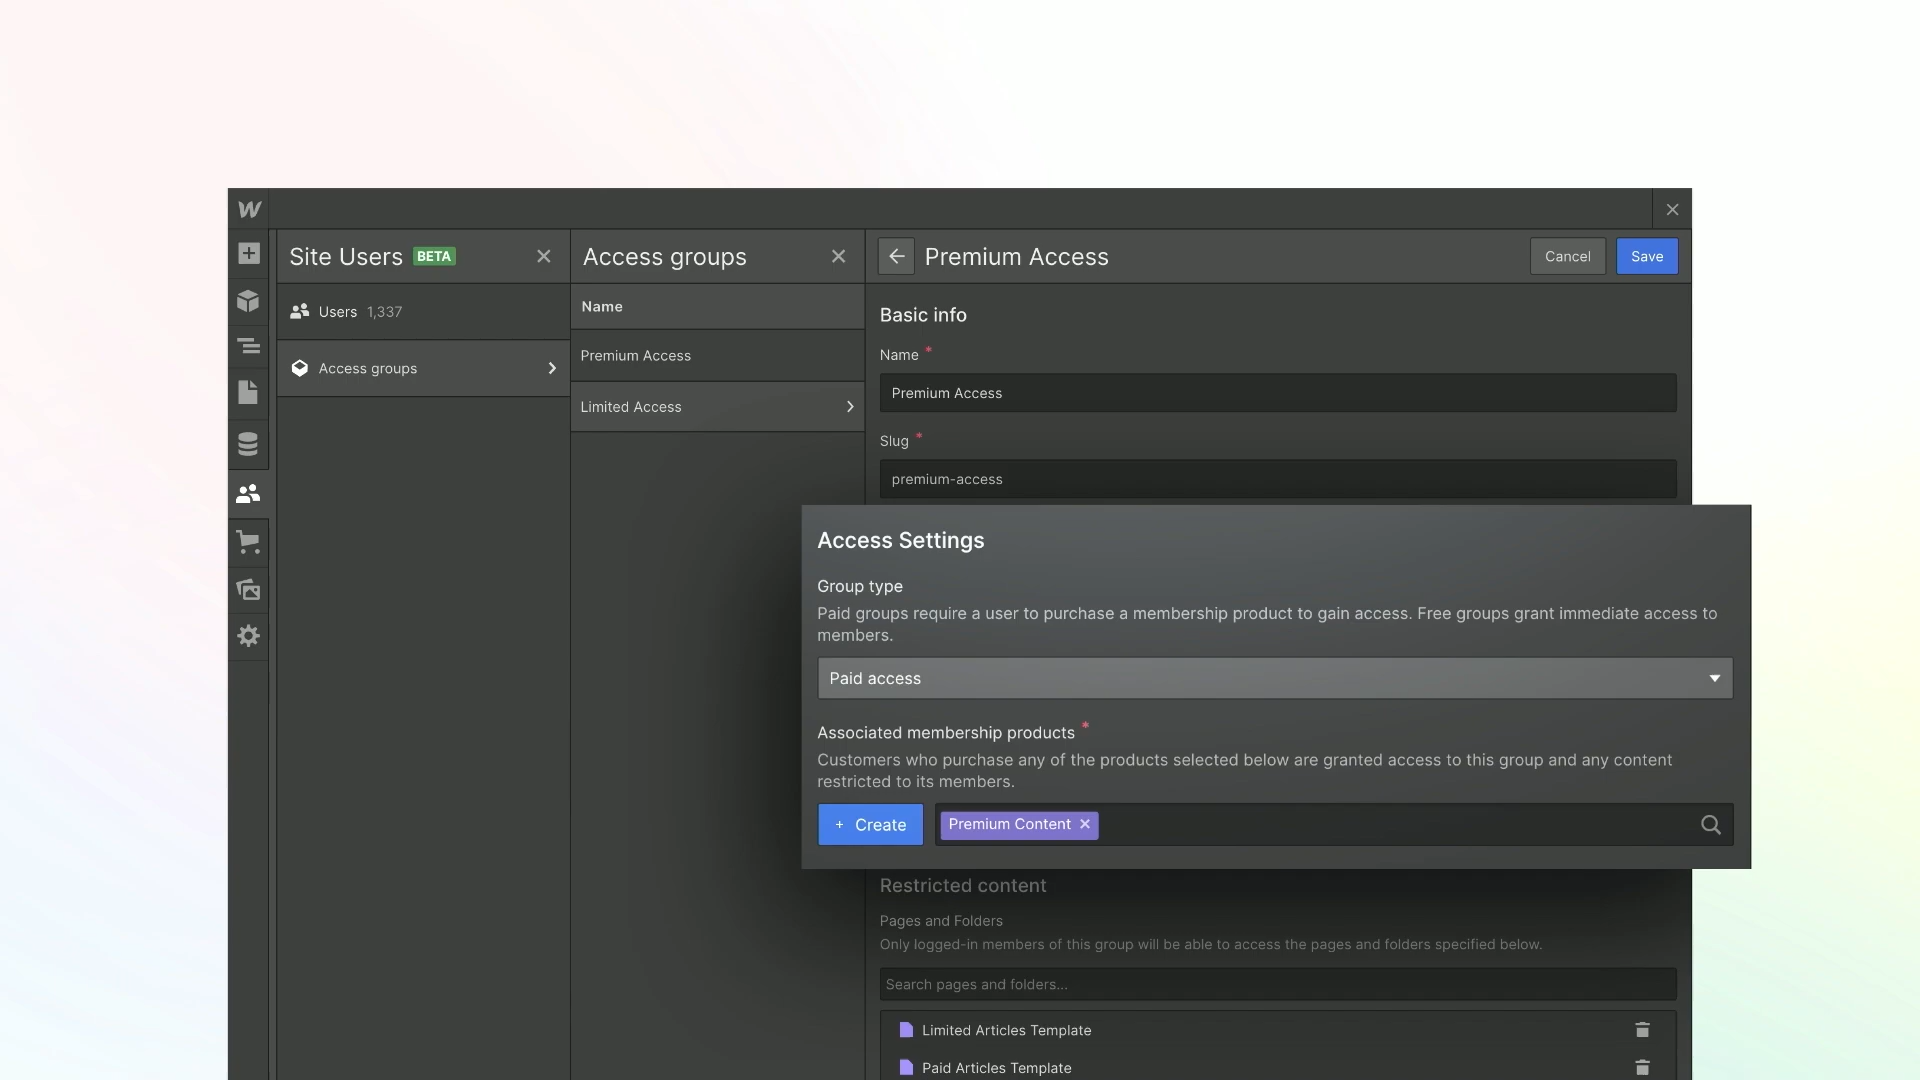 W
Site Users BETA
Users 1,337
Access groups
Access groups
Name
Premium Access
Limited Access
Premium Access
Cancel
Save
Basic info
Name *
Premium Access
Slug *
premium-access
Access Settings
Group type
Paid groups require a user to purchase a membership product to gain access. Free groups grant immediate access to
members.
Paid access
Associated membership products *
Customers who purchase any of the products selected below are granted access to this group and any content
restricted to its members.
+ Create
Premium Content
Restricted content
Pages and Folders
Only logged-in members of this group will be able to access the pages and folders specified below.
Search pages and folders...
Limited Articles Template
Paid Articles Template